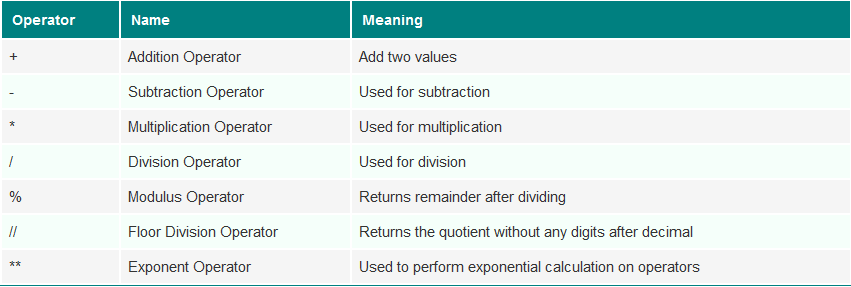 Operator Name Meaning
+ Addition Operator Add two values
- Subtraction Operator Used for subtraction
* Multiplication Operator Used for multiplication
/ Division Operator Used for division
% Modulus Operator Returns remainder after dividing
// Floor Division Operator Returns the quotient without any digits after decimal
** Exponent Operator Used to perform exponential calculation on operators